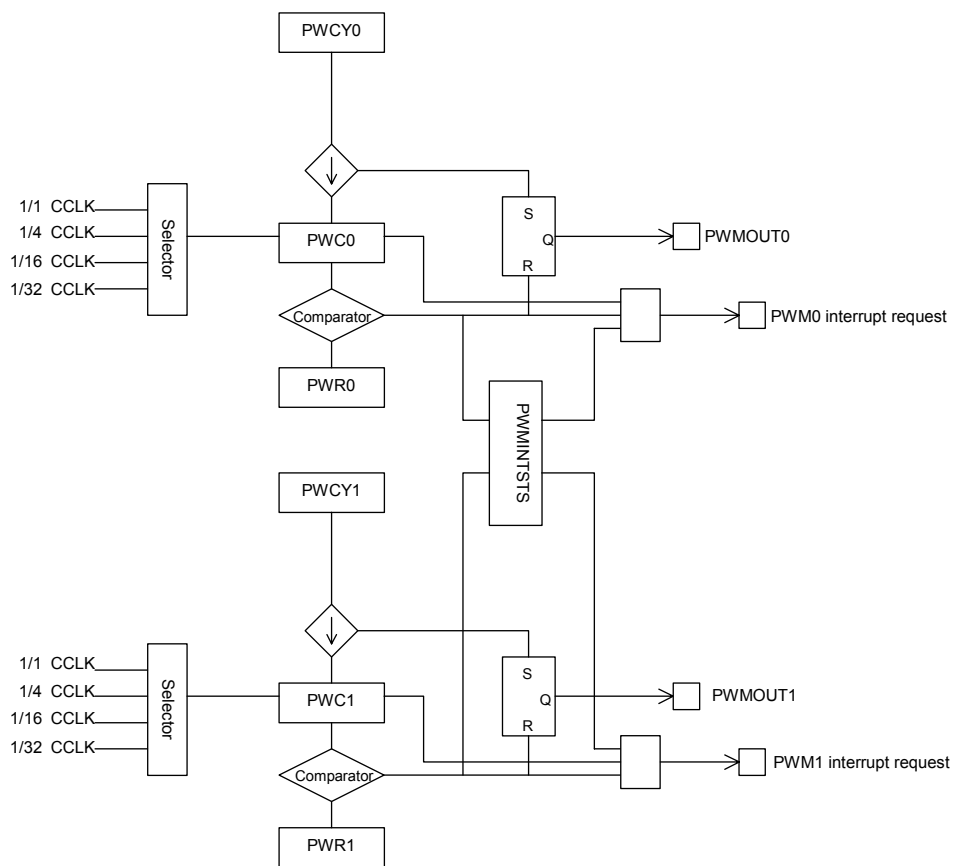 PWCY0
1/1 CCLK
1/4 CCLK
1/16 CCLK
1/32 CCLK
Selector
PWC0
S
Q
R
PWMOUT0
Comparator
PWM0 interrupt request
PWR0
PWMINTSTS
PWCY1
1/1 CCLK
1/4 CCLK
1/16 CCLK
1/32 CCLK
Selector
PWC1
S
Q
R
PWMOUT1
Comparator
PWM1 interrupt request
PWR1